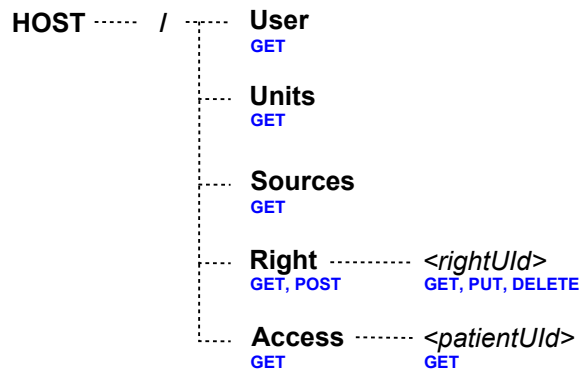 HOST / User
GET
Units
GET
Sources
GET
Right <rightUId>
GET, POST GET, PUT, DELETE
Access <patientUId>
GET GET